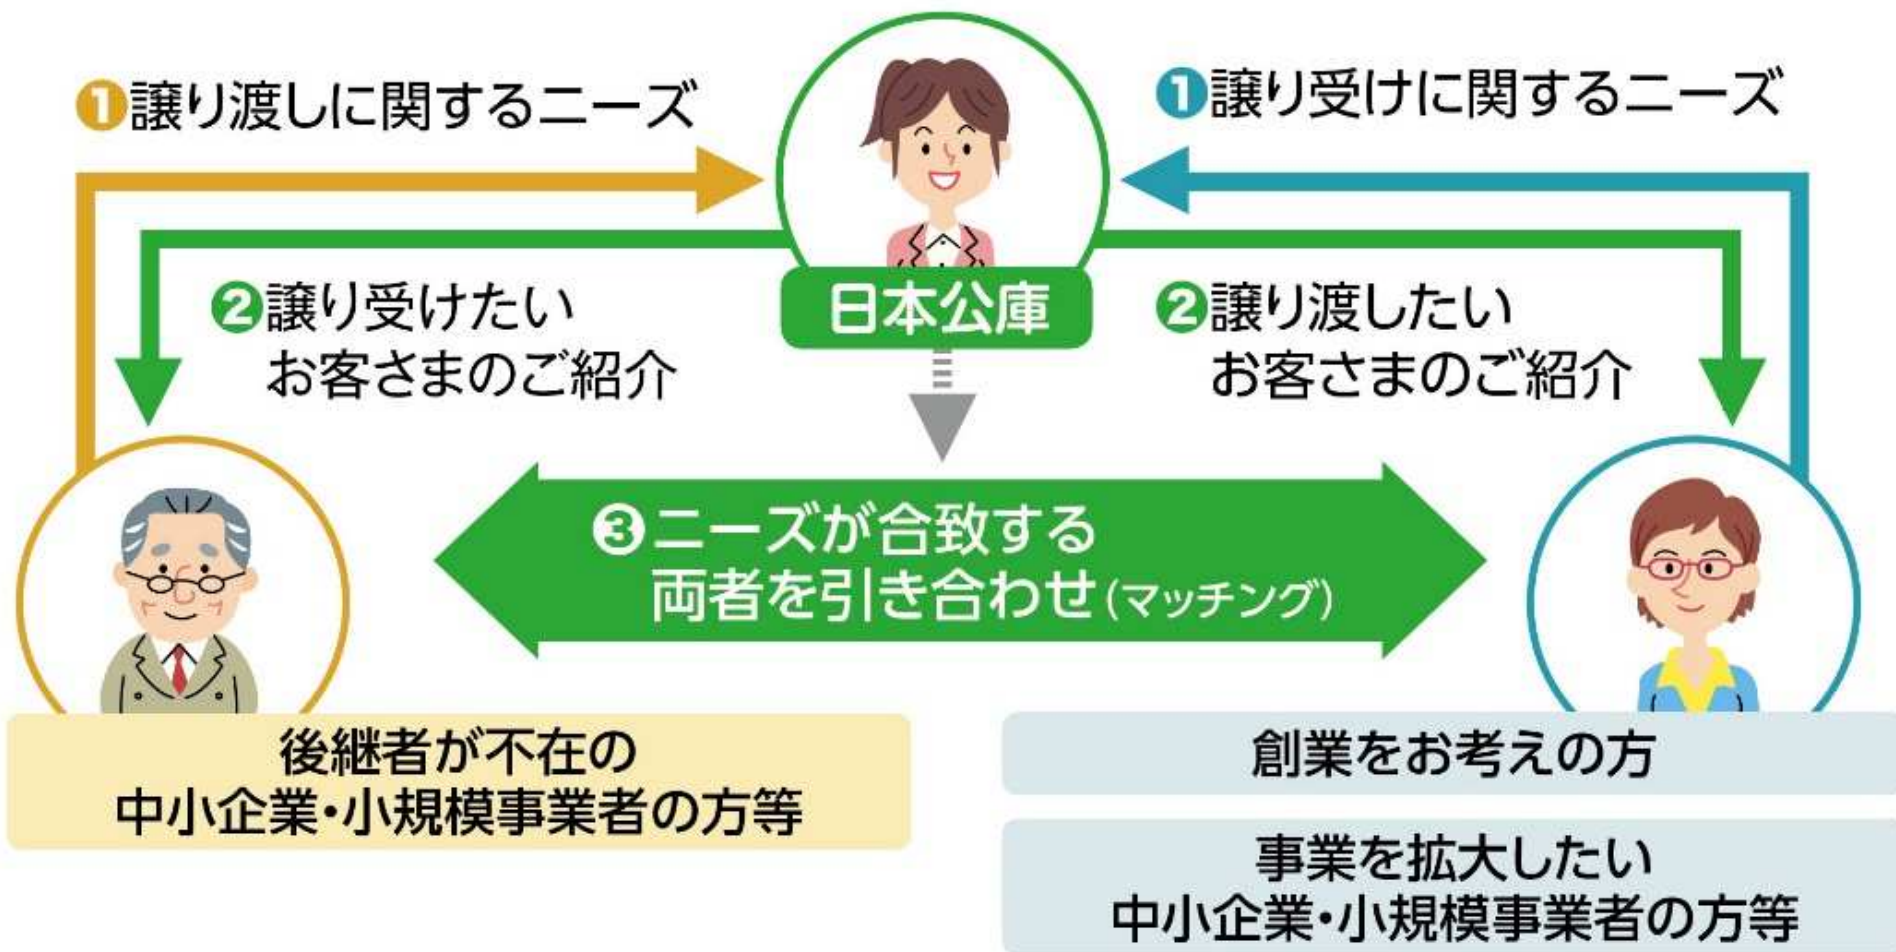 ❶譲り渡しに関するニーズ
❶譲り受けに関するニーズ
日本公庫
❷譲り受けたい
お客さまのご紹介
❷譲り渡したい
お客さまのご紹介
❸ニーズが合致する
両者を引き合わせ(マッチング)
後継者が不在の
中小企業・小規模事業者の方等
創業をお考えの方
事業を拡大したい
中小企業・小規模事業者の方等